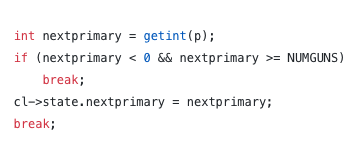 int nextprimary = getint(p);
if (nextprimary < 0 && nextprimary >= NUMGUNS)
    break;
cl->state.nextprimary = nextprimary;
break;